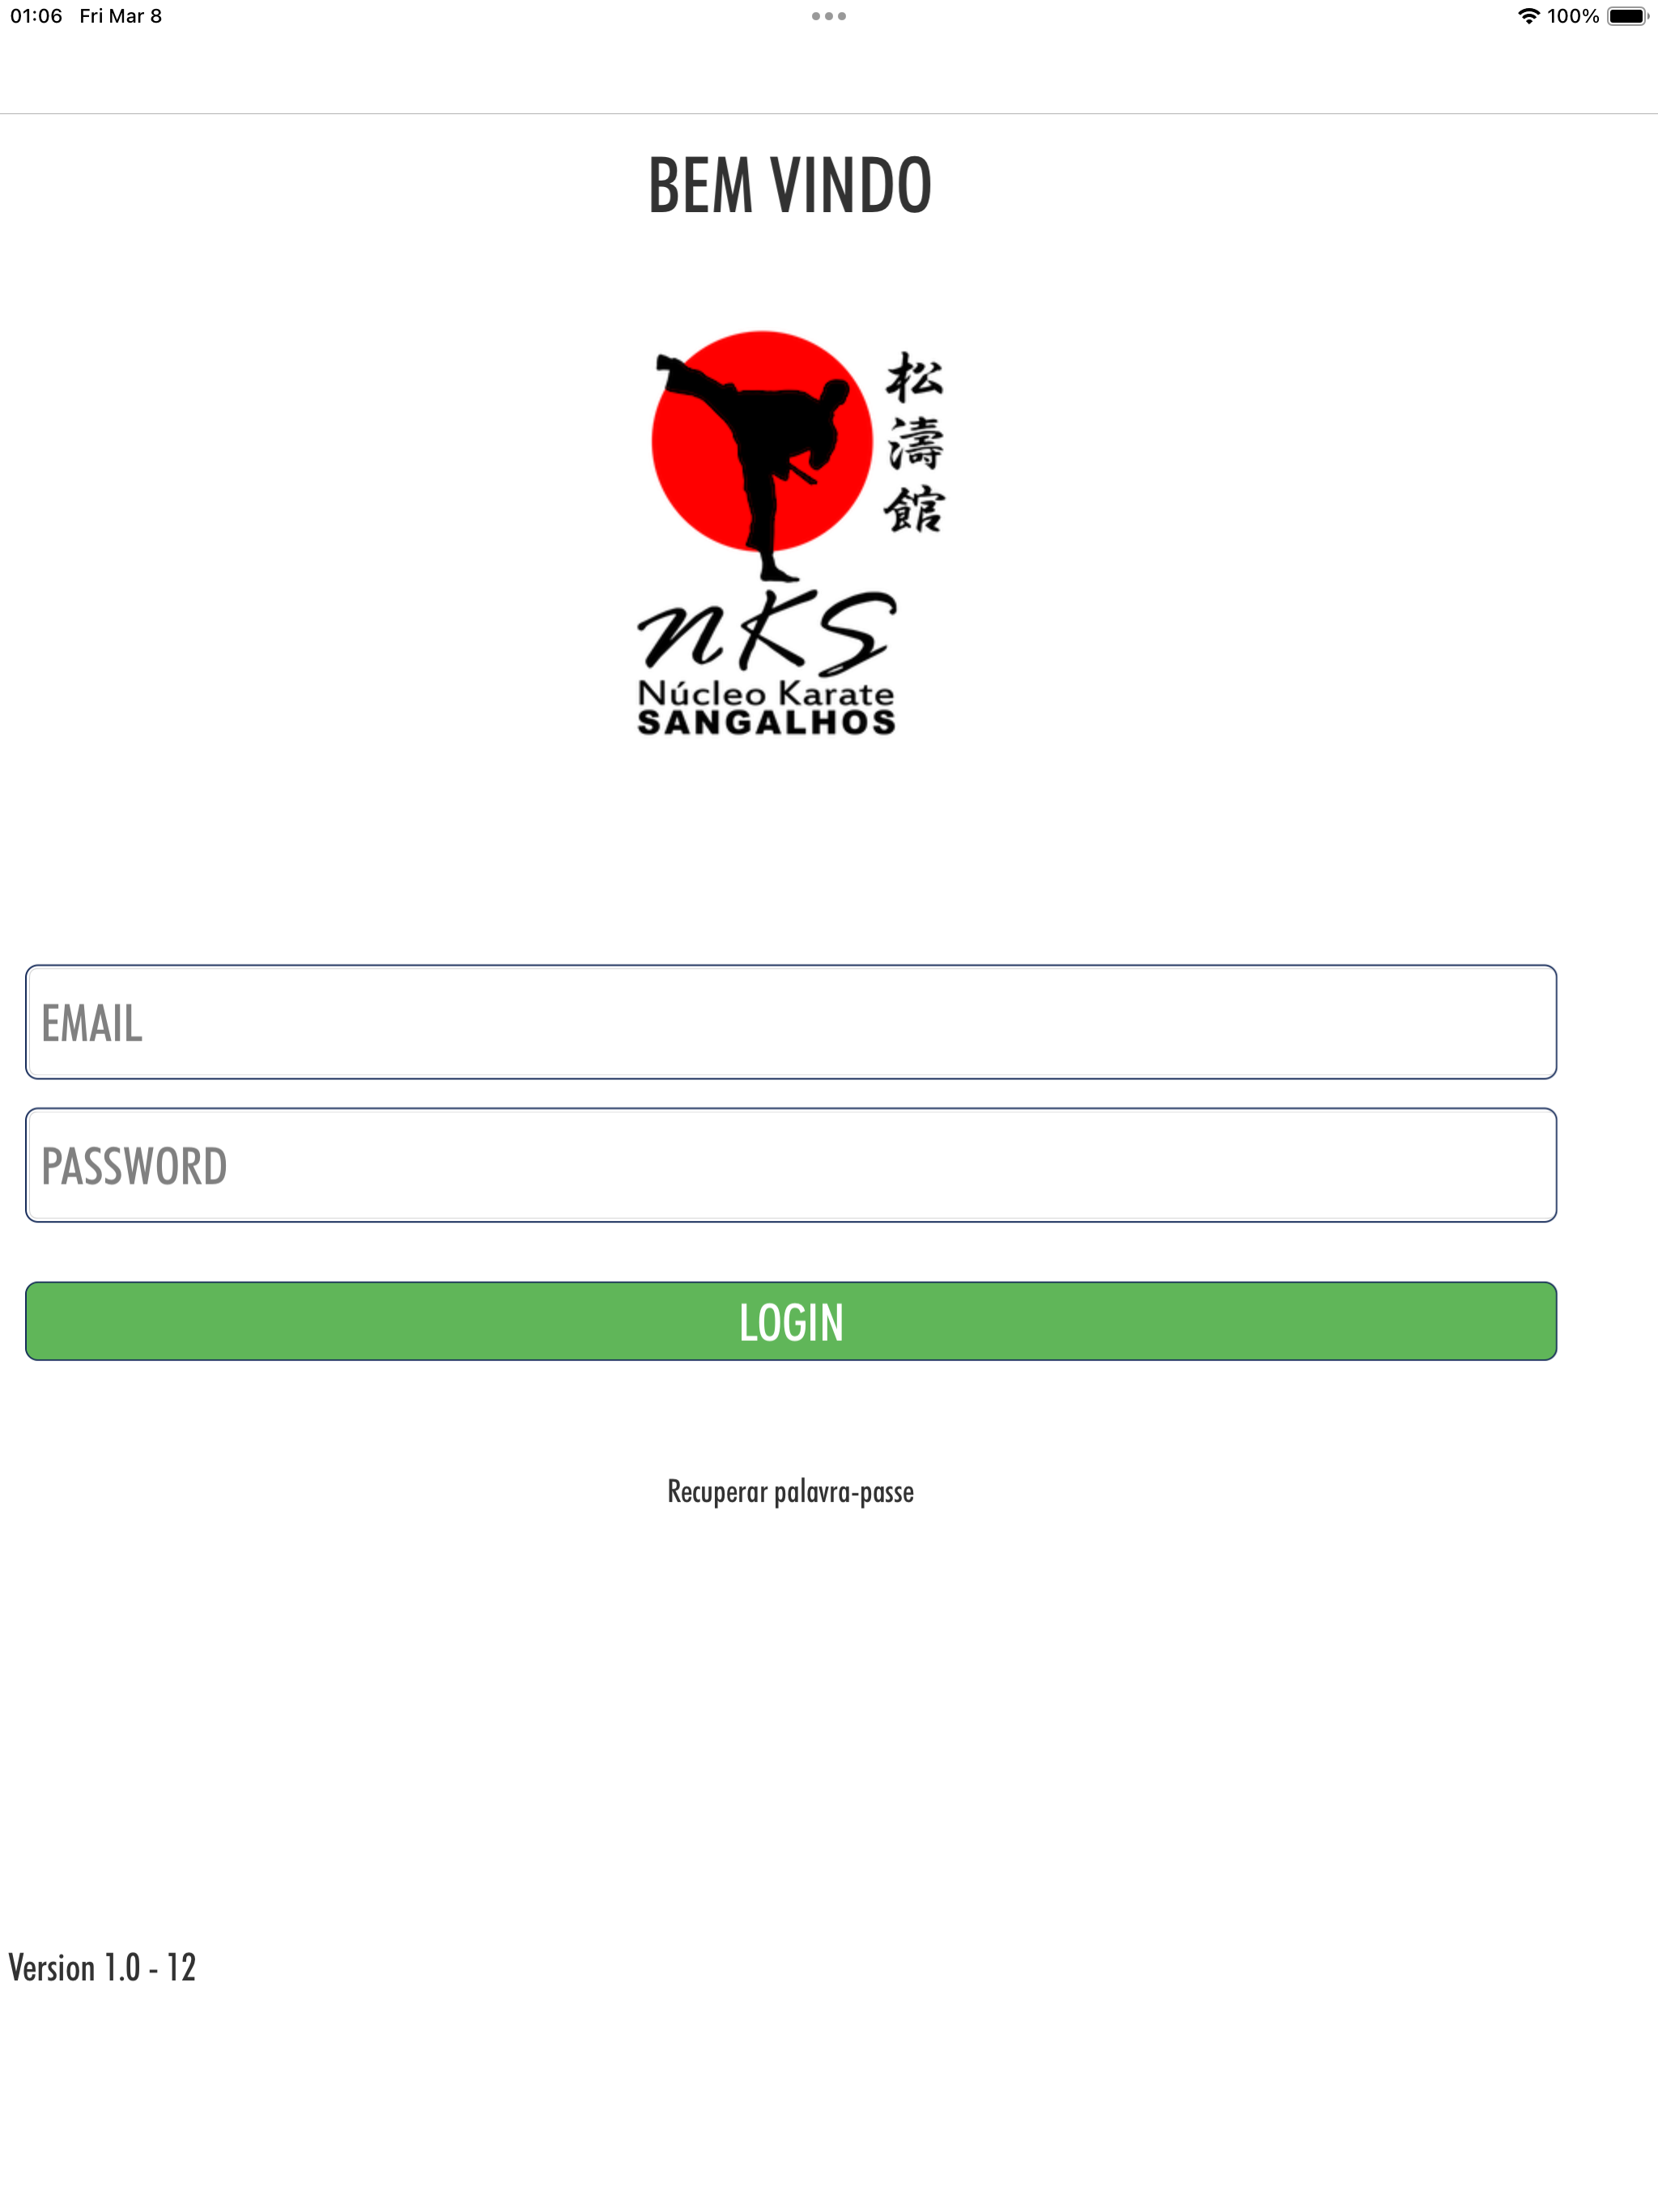 01:06 Fri Mar 8
100%
BEM VINDO
松
濤
館
nKS
Núcleo Karate
SANGALHOS
EMAIL
PASSWORD
LOGIN
Recuperar palavra-passe
Version 1.0 - 12